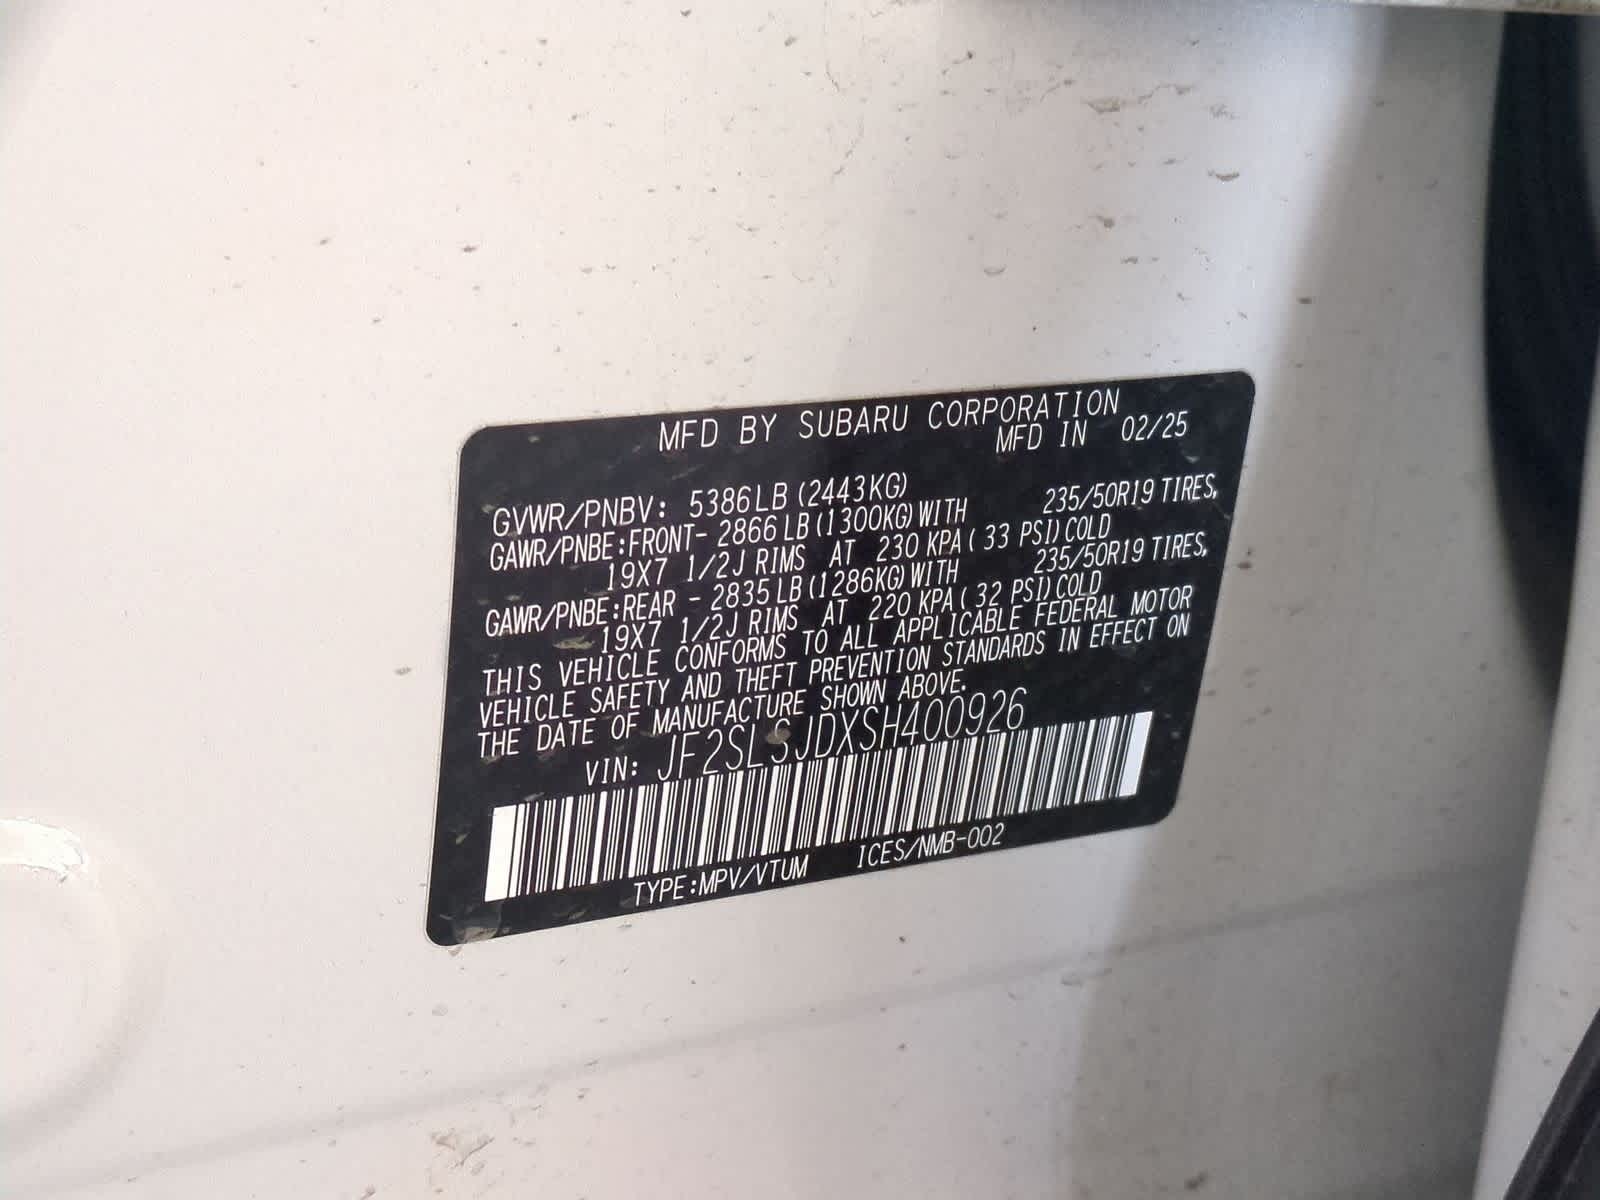 MFD BY SUBARU CORPORATION
MFD IN 02/25
GVWR/PNBV: 5386LB (2443KG)
GAWR/PNBE:FRONT- 2866LB (1300KG) WITH 235/50R19 TIRES,
19X7 1/2J RIMS AT 230 KPA ( 33 PSI) COLD
GAWR/PNBE:REAR - 2835LB (1286KG) WITH 235/50R19 TIRES,
19X7 1/2J RIMS AT 220 KPA ( 32 PSI) COLD
THIS VEHICLE CONFORMS TO ALL APPLICABLE FEDERAL MOTOR
VEHICLE SAFETY AND THEFT PREVENTION STANDARDS IN EFFECT ON
THE DATE OF MANUFACTURE SHOWN ABOVE.
VIN: JF2SLSJDXSH400926
TYPE:MPV/VTUM ICES/NMB-002